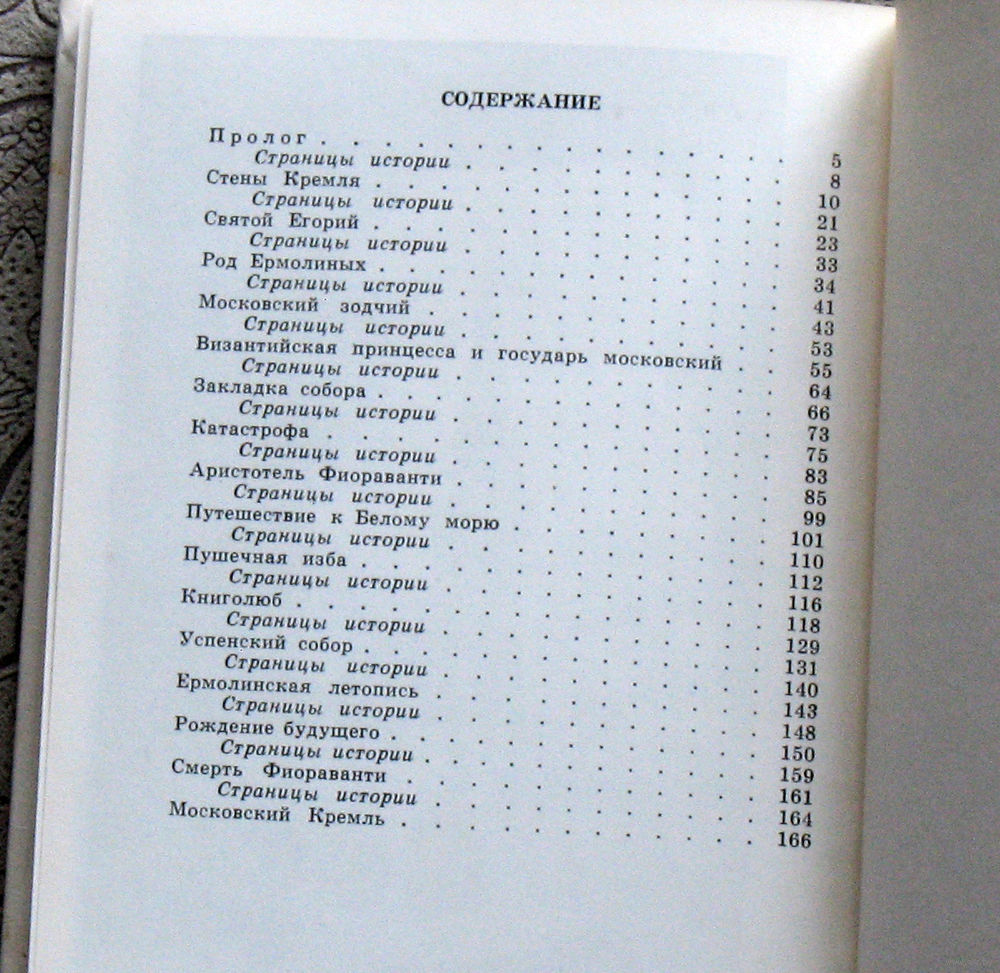 СОДЕРЖАНИЕ
Пролог . . . . . . . . . . . . . . . 5
Страницы истории . . . . . . . . . . . 8
Стены Кремля . . . . . . . . . . . . . 10
Страницы истории . . . . . . . . . . . 21
Святой Егорий . . . . . . . . . . . . . 23
Страницы истории . . . . . . . . . . . 33
Род Ермолиных . . . . . . . . . . . . . 34
Страницы истории . . . . . . . . . . . 41
Московский зодчий . . . . . . . . . . . 43
Страницы истории . . . . . . . . . . . 53
Византийская принцесса и государь московский . . 55
Страницы истории . . . . . . . . . . . 64
Закладка собора . . . . . . . . . . . . 66
Страницы истории . . . . . . . . . . . 73
Катастрофа . . . . . . . . . . . . . . 75
Страницы истории . . . . . . . . . . . 83
Аристотель Фиораванти . . . . . . . . . 85
Страницы истории . . . . . . . . . . . 99
Путешествие к Белому морю . . . . . . . 101
Страницы истории . . . . . . . . . . . 110
Пушечная изба . . . . . . . . . . . . . 112
Страницы истории . . . . . . . . . . . 116
Книголюб . . . . . . . . . . . . . . . 118
Страницы истории . . . . . . . . . . . 129
Успенский собор . . . . . . . . . . . . 131
Страницы истории . . . . . . . . . . . 140
Ермолинская летопись . . . . . . . . . . 143
Страницы истории . . . . . . . . . . . 148
Рождение будущего . . . . . . . . . . . 150
Страницы истории . . . . . . . . . . . 159
Смерть Фиораванти . . . . . . . . . . . 161
Страницы истории . . . . . . . . . . . 164
Московский Кремль . . . . . . . . . . . 166